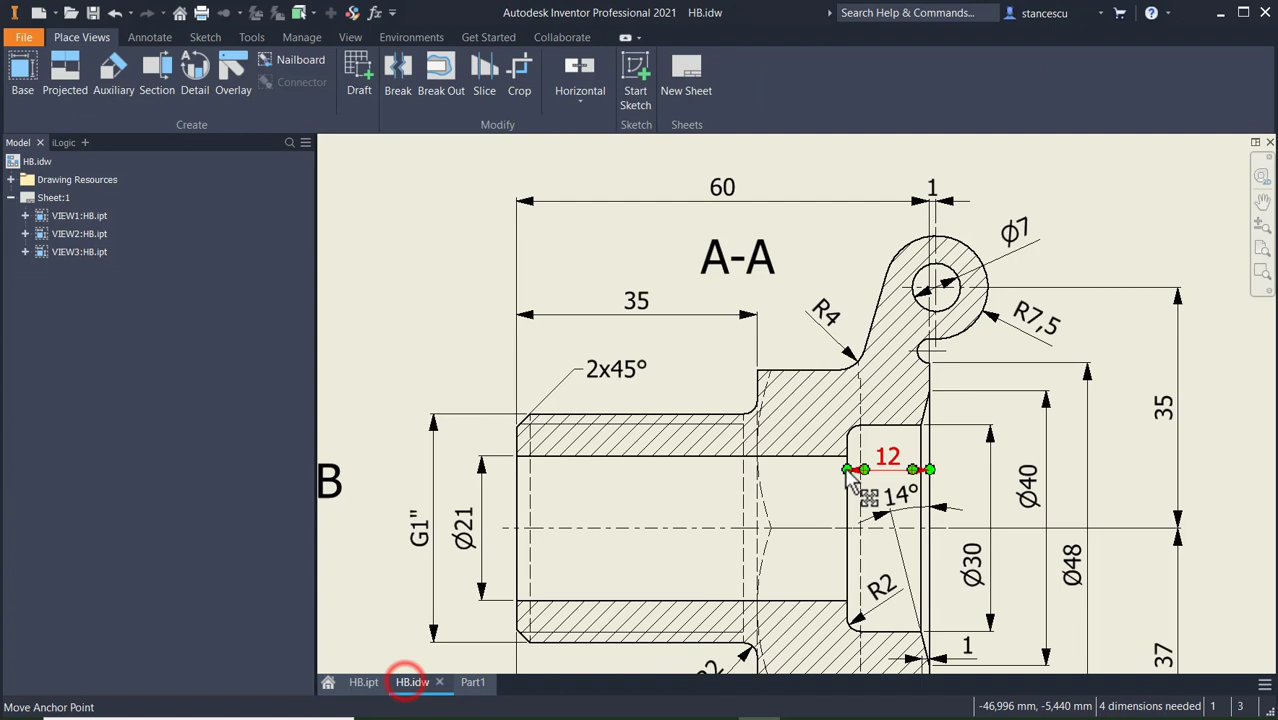 Autodesk Inventor Professional 2021 HB.idw
Search Help & Commands...
stancescu
File
Place Views
Annotate
Sketch
Tools
Manage
View
Environments
Get Started
Collaborate
Base
Projected
Auxiliary
Section
Detail
Overlay
Nailboard
Connector
Draft
Break
Break Out
Slice
Crop
Horizontal
Start
Sketch
New Sheet
Create
Modify
Sketch
Sheets
Model
iLogic
HB.idw
Drawing Resources
Sheet:1
VIEW1:HB.ipt
VIEW2:HB.ipt
VIEW3:HB.ipt
60
1
A-A
ϕ7
35
R4
R7,5
2x45°
35
12
14°
B
G1"
Ø21
Ø30
Ø40
Ø48
R2
1
37
R2
HB.ipt
HB.idw
Part1
Move Anchor Point
-46,996 mm, -5,440 mm
4 dimensions needed
1
3